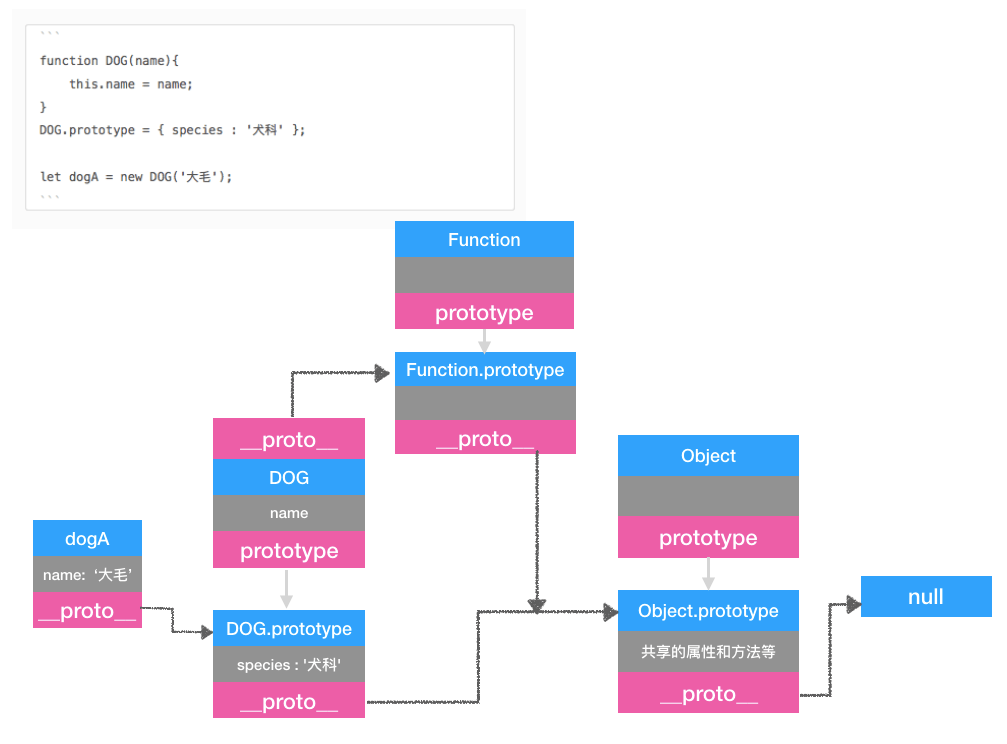 ```
function DOG(name){
    this.name = name;
}
DOG.prototype = { species : '犬科' };
let dogA = new DOG('大毛');
```
Function
prototype
Function.prototype
__proto__
__proto__
DOG
name
prototype
Object
prototype
dogA
name: ‘大毛’
__proto__
DOG.prototype
species : '犬科'
__proto__
Object.prototype
共享的属性和方法等
__proto__
null